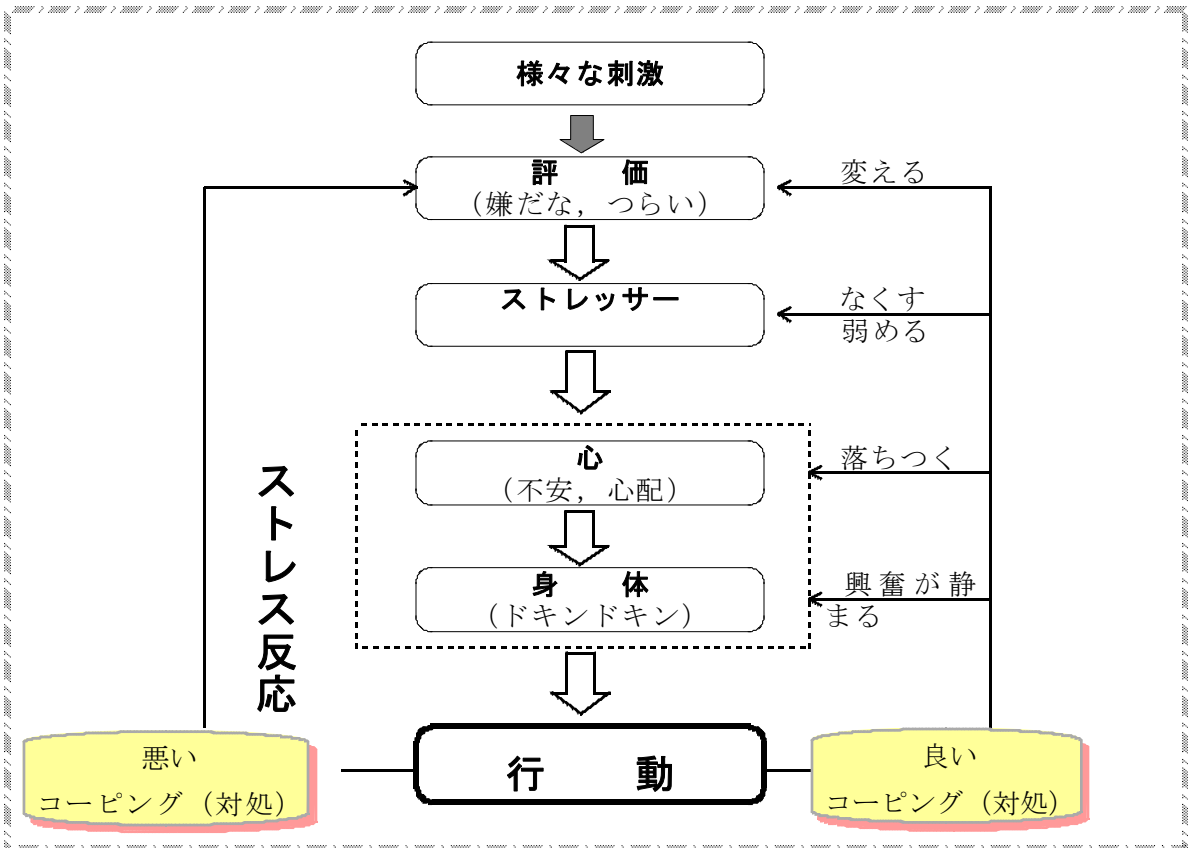 様々な刺激
評　価
（嫌だな，つらい）
変える
ストレッサー
なくす
弱める
心
（不安，心配）
落ちつく
身　体
（ドキンドキン）
興奮が静
まる
ストレス反応
行　動
悪い
コーピング（対処）
良い
コーピング（対処）